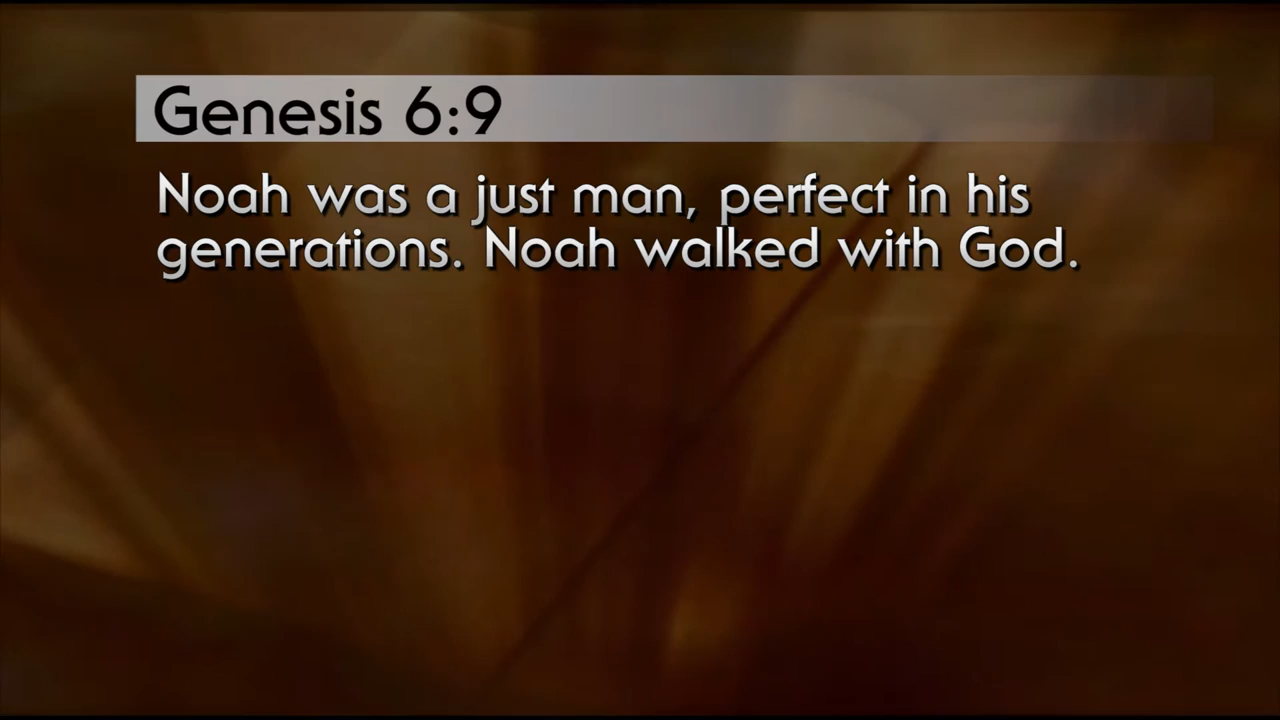 Genesis 6:9
Noah was a just man, perfect in his
generations. Noah walked with God.